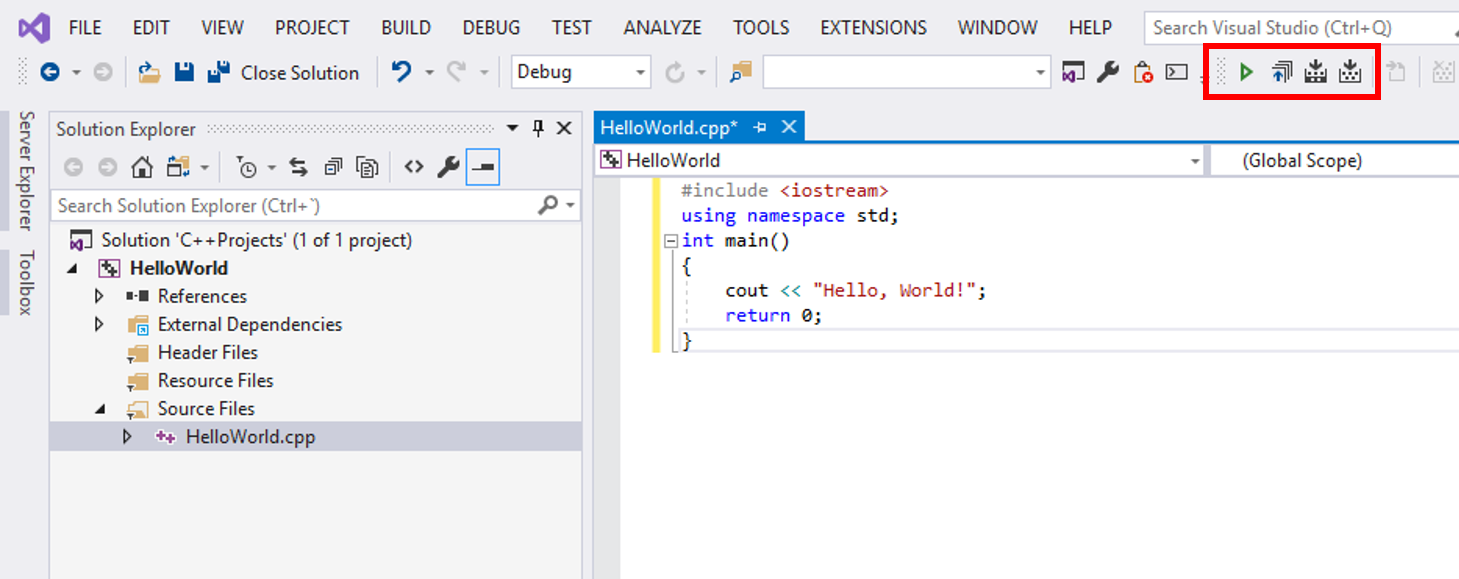 FILE EDIT VIEW PROJECT BUILD DEBUG TEST ANALYZE TOOLS EXTENSIONS WINDOW HELP Search Visual Studio (Ctrl+Q)
Close Solution Debug
Server Explorer
Toolbox
Solution Explorer
Search Solution Explorer (Ctrl+`)
Solution 'C++Projects' (1 of 1 project)
HelloWorld
References
External Dependencies
Header Files
Resource Files
Source Files
HelloWorld.cpp
HelloWorld.cpp*
HelloWorld (Global Scope)
#include <iostream>
using namespace std;
int main()
{
cout << "Hello, World!";
return 0;
}